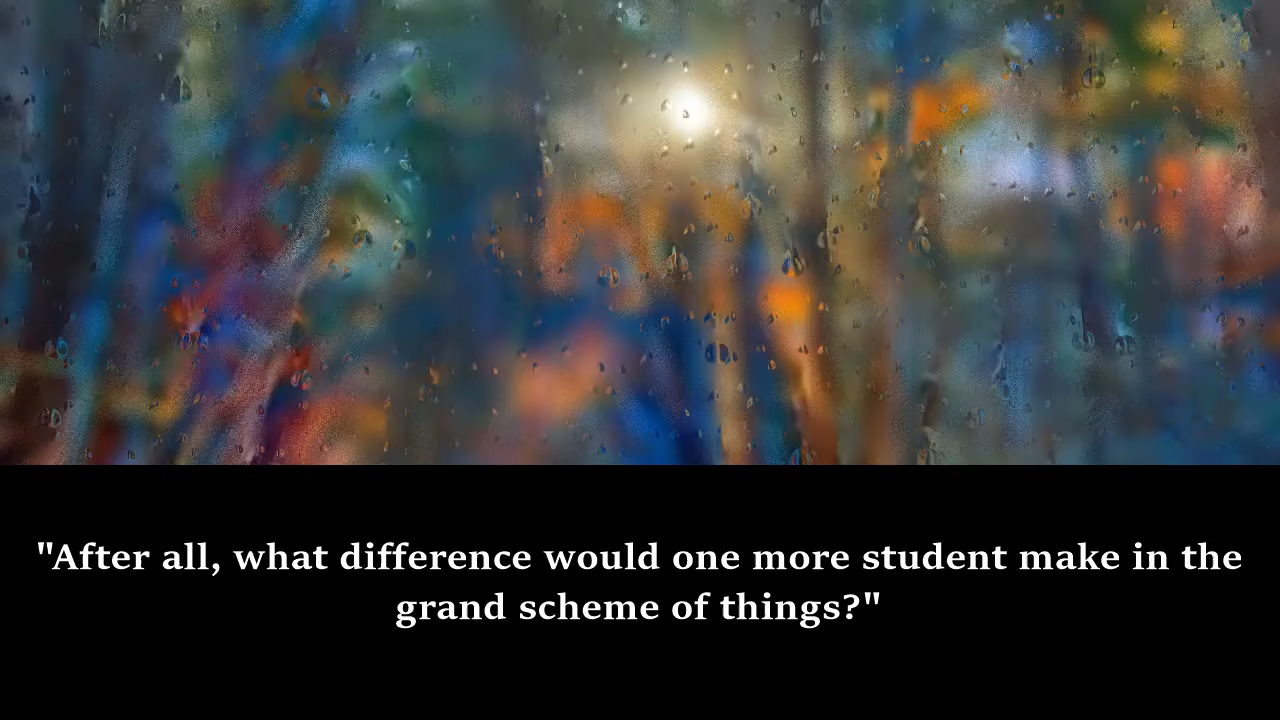 "After all, what difference would one more student make in the
grand scheme of things?"